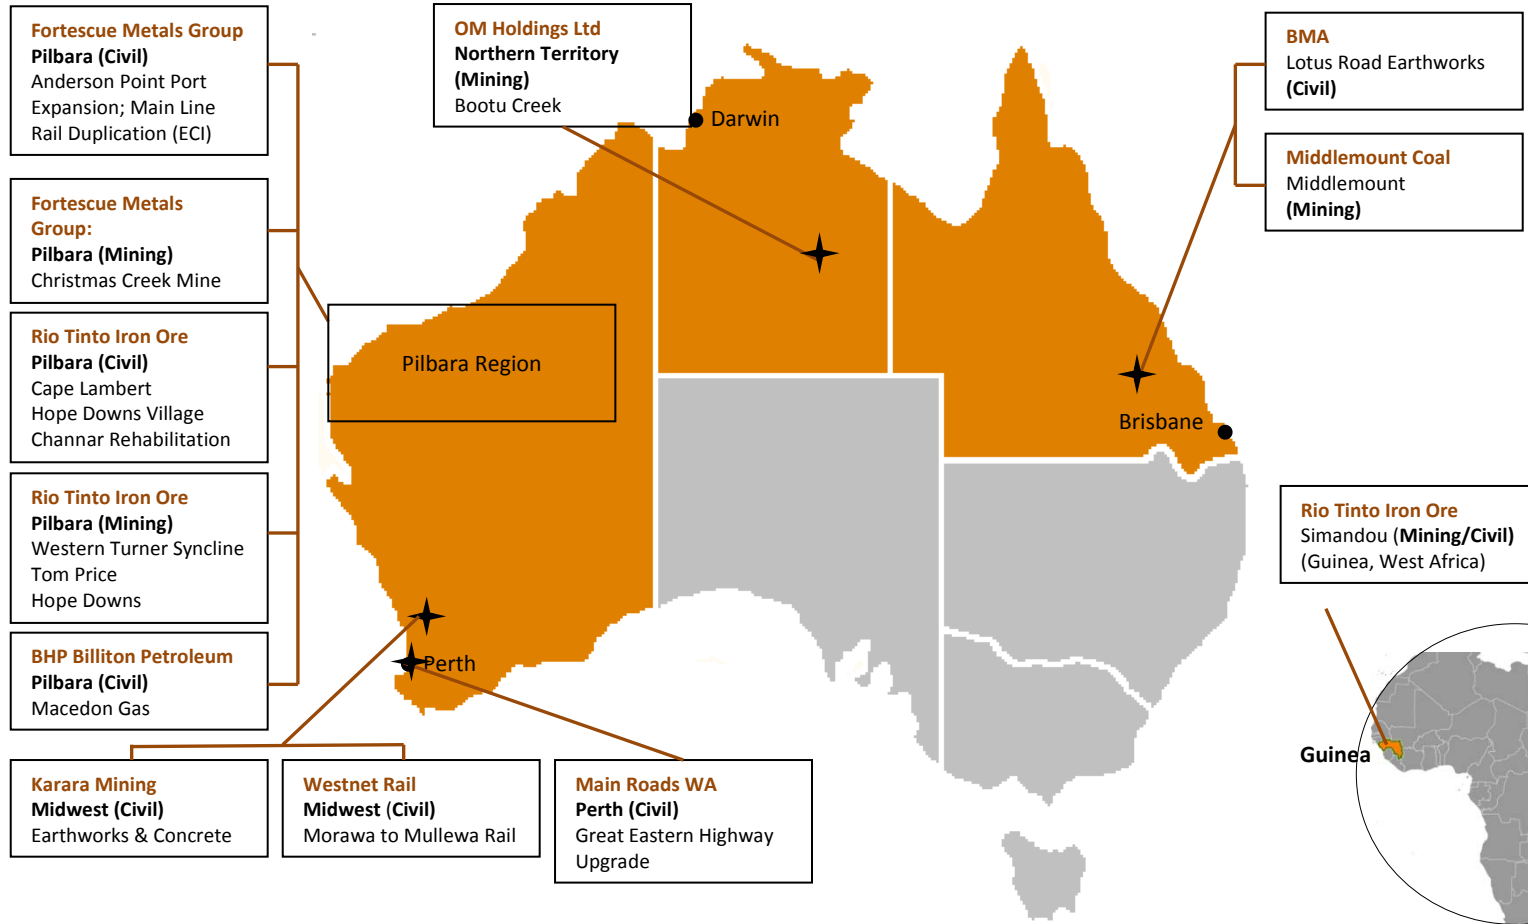 Fortescue Metals Group
Pilbara (Civil)
Anderson Point Port
Expansion; Main Line
Rail Duplication (ECI)
Fortescue Metals
Group:
Pilbara (Mining)
Christmas Creek Mine
Rio Tinto Iron Ore
Pilbara (Civil)
Cape Lambert
Hope Downs Village
Channar Rehabilitation
Rio Tinto Iron Ore
Pilbara (Mining)
Western Turner Syncline
Tom Price
Hope Downs
BHP Billiton Petroleum
Pilbara (Civil)
Macedon Gas
Karara Mining
Midwest (Civil)
Earthworks & Concrete
Westnet Rail
Midwest (Civil)
Morawa to Mullewa Rail
Main Roads WA
Perth (Civil)
Great Eastern Highway
Upgrade
OM Holdings Ltd
Northern Territory
(Mining)
Bootu Creek
Darwin
Pilbara Region
Perth
Brisbane
BMA
Lotus Road Earthworks
(Civil)
Middlemount Coal
Middlemount
(Mining)
Rio Tinto Iron Ore
Simandou (Mining/Civil)
(Guinea, West Africa)
Guinea